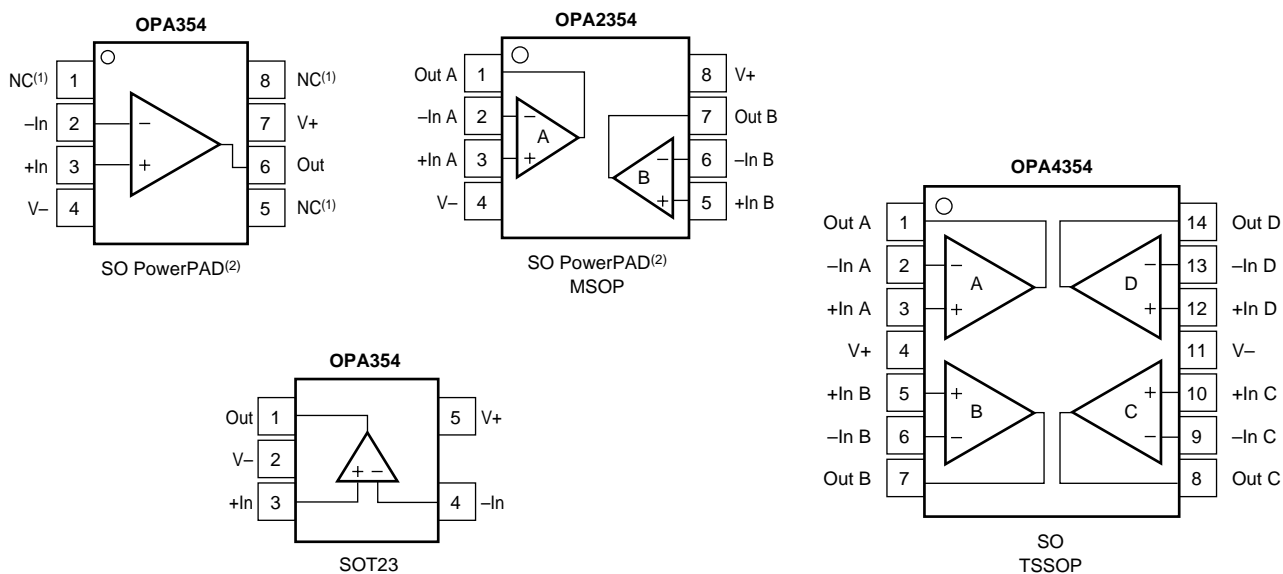 OPA354
NC(1) 1 8 NC(1)
–In 2 – 7 V+
+In 3 + 6 Out
V– 4 5 NC(1)
SO PowerPAD(2)
OPA2354
Out A 1 8 V+
–In A 2 – A 7 Out B
+In A 3 + B – 6 –In B
V– 4 + 5 +In B
SO PowerPAD(2)
MSOP
OPA354
Out 1 5 V+
V– 2
+ –
+In 3 4 –In
SOT23
OPA4354
Out A 1 14 Out D
–In A 2 – – 13 –In D
A D
+In A 3 + + 12 +In D
V+ 4 11 V–
+In B 5 + + 10 +In C
B C
–In B 6 – – 9 –In C
Out B 7 8 Out C
SO
TSSOP